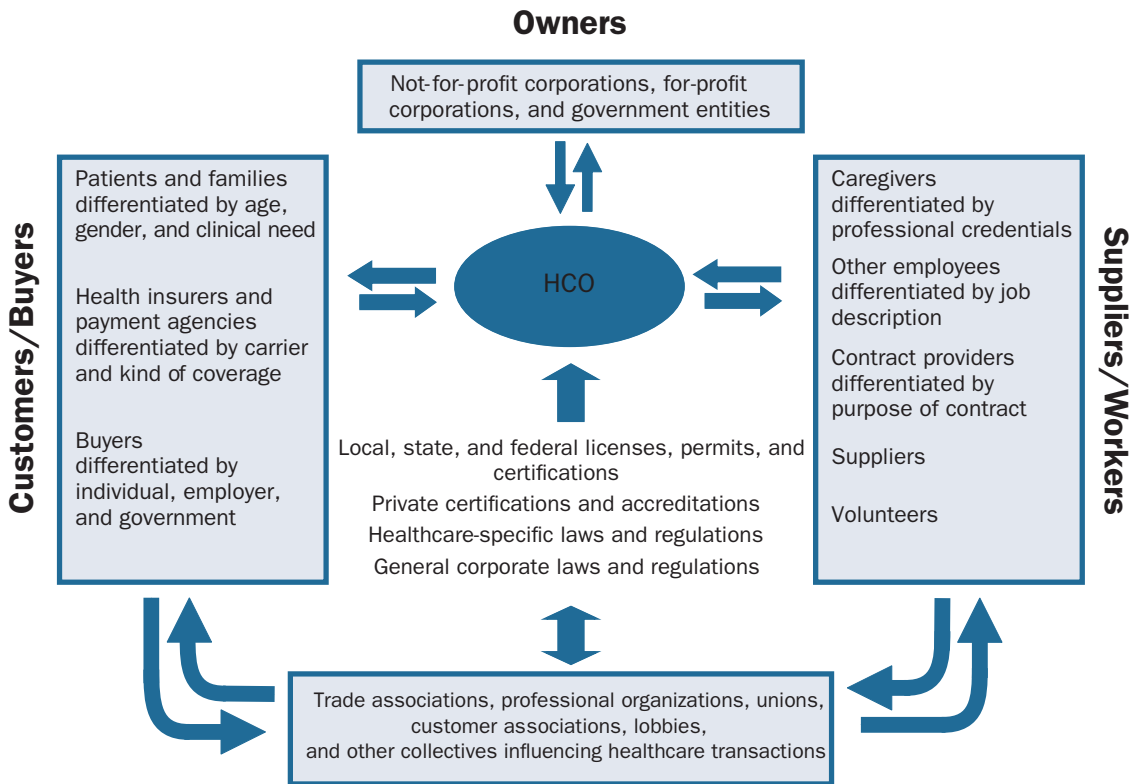 Owners
Not-for-profit corporations, for-profit
corporations, and government entities
Customers/Buyers
Patients and families
differentiated by age,
gender, and clinical need
Health insurers and
payment agencies
differentiated by carrier
and kind of coverage
Buyers
differentiated by
individual, employer,
and government
HCO
Local, state, and federal licenses, permits, and
certifications
Private certifications and accreditations
Healthcare-specific laws and regulations
General corporate laws and regulations
Caregivers
differentiated by
professional credentials
Other employees
differentiated by job
description
Contract providers
differentiated by
purpose of contract
Suppliers
Volunteers
Suppliers/Workers
Trade associations, professional organizations, unions,
customer associations, lobbies,
and other collectives influencing healthcare transactions